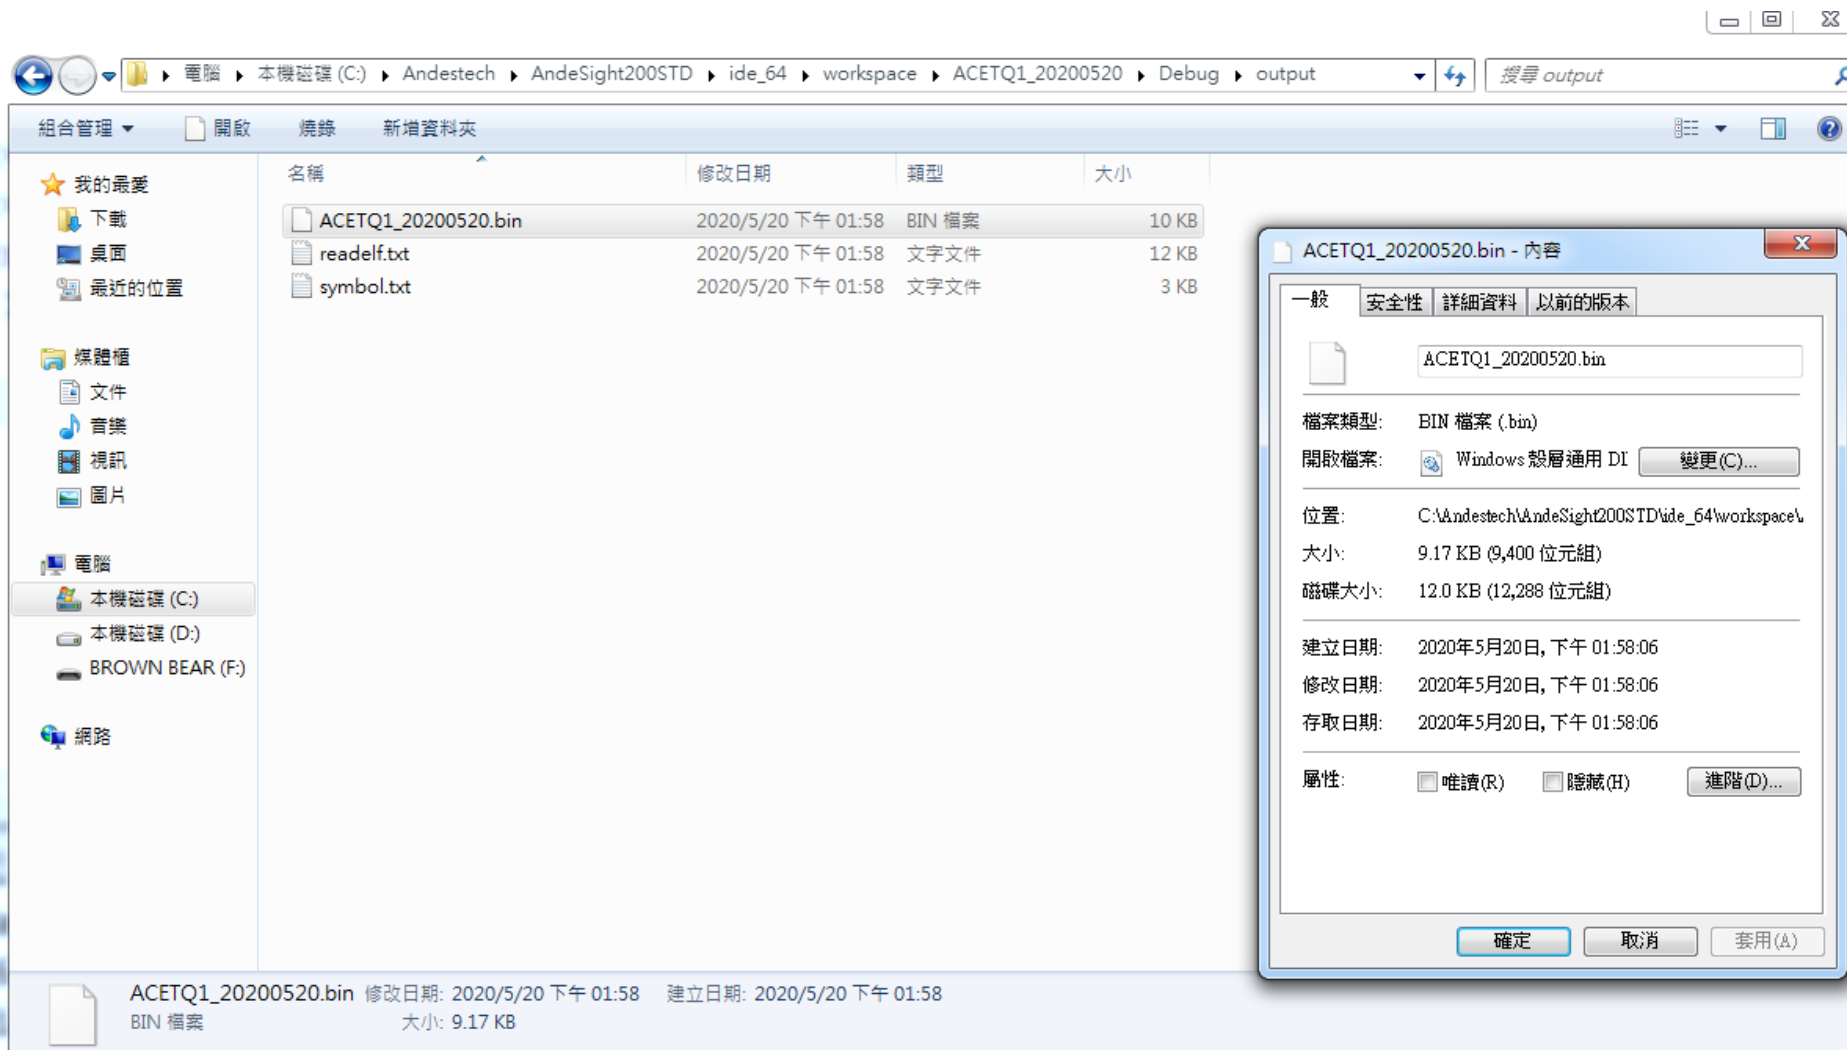 電腦 本機磁碟 (C:) Andestech AndeSight200STD ide_64 workspace ACETQ1_20200520 Debug output 搜尋 output
組合管理 開啟 燒錄 新增資料夾
我的最愛
下載
桌面
最近的位置
媒體櫃
文件
音樂
視訊
圖片
電腦
本機磁碟 (C:)
本機磁碟 (D:)
BROWN BEAR (F:)
網路
名稱 修改日期 類型 大小
ACETQ1_20200520.bin 2020/5/20 下午 01:58 BIN 檔案 10 KB
readelf.txt 2020/5/20 下午 01:58 文字文件 12 KB
symbol.txt 2020/5/20 下午 01:58 文字文件 3 KB
ACETQ1_20200520.bin - 內容
一般 安全性 詳細資料 以前的版本
ACETQ1_20200520.bin
檔案類型: BIN 檔案 (.bin)
開啟檔案: Windows 殼層通用 Dl 變更(C)...
位置: C:\Andestech\AndeSight200STD\ide_64\workspace\
大小: 9.17 KB (9,400 位元組)
磁碟大小: 12.0 KB (12,288 位元組)
建立日期: 2020年5月20日, 下午 01:58:06
修改日期: 2020年5月20日, 下午 01:58:06
存取日期: 2020年5月20日, 下午 01:58:06
屬性: 唯讀(R) 隱藏(H) 進階(D)...
確定 取消 套用(A)
ACETQ1_20200520.bin 修改日期: 2020/5/20 下午 01:58 建立日期: 2020/5/20 下午 01:58
BIN 檔案 大小: 9.17 KB